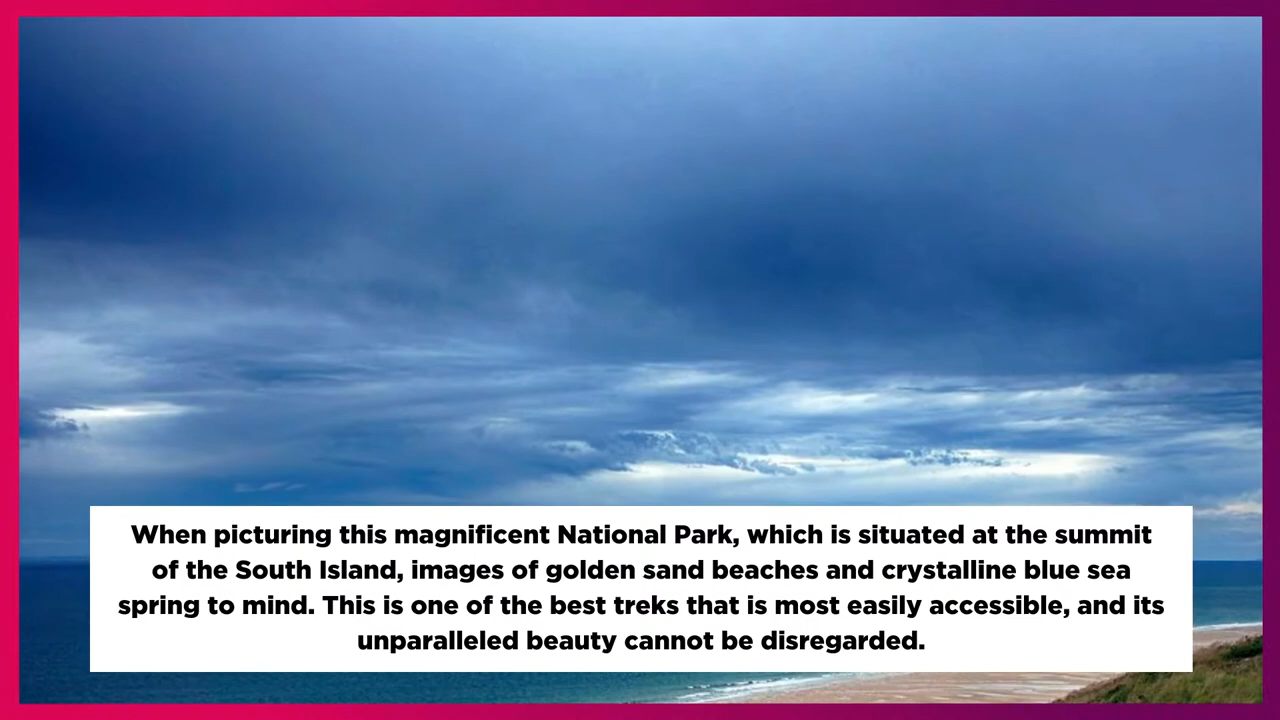 When picturing this magnificent National Park, which is situated at the summit
of the South Island, images of golden sand beaches and crystalline blue sea
spring to mind. This is one of the best treks that is most easily accessible, and its
unparalleled beauty cannot be disregarded.